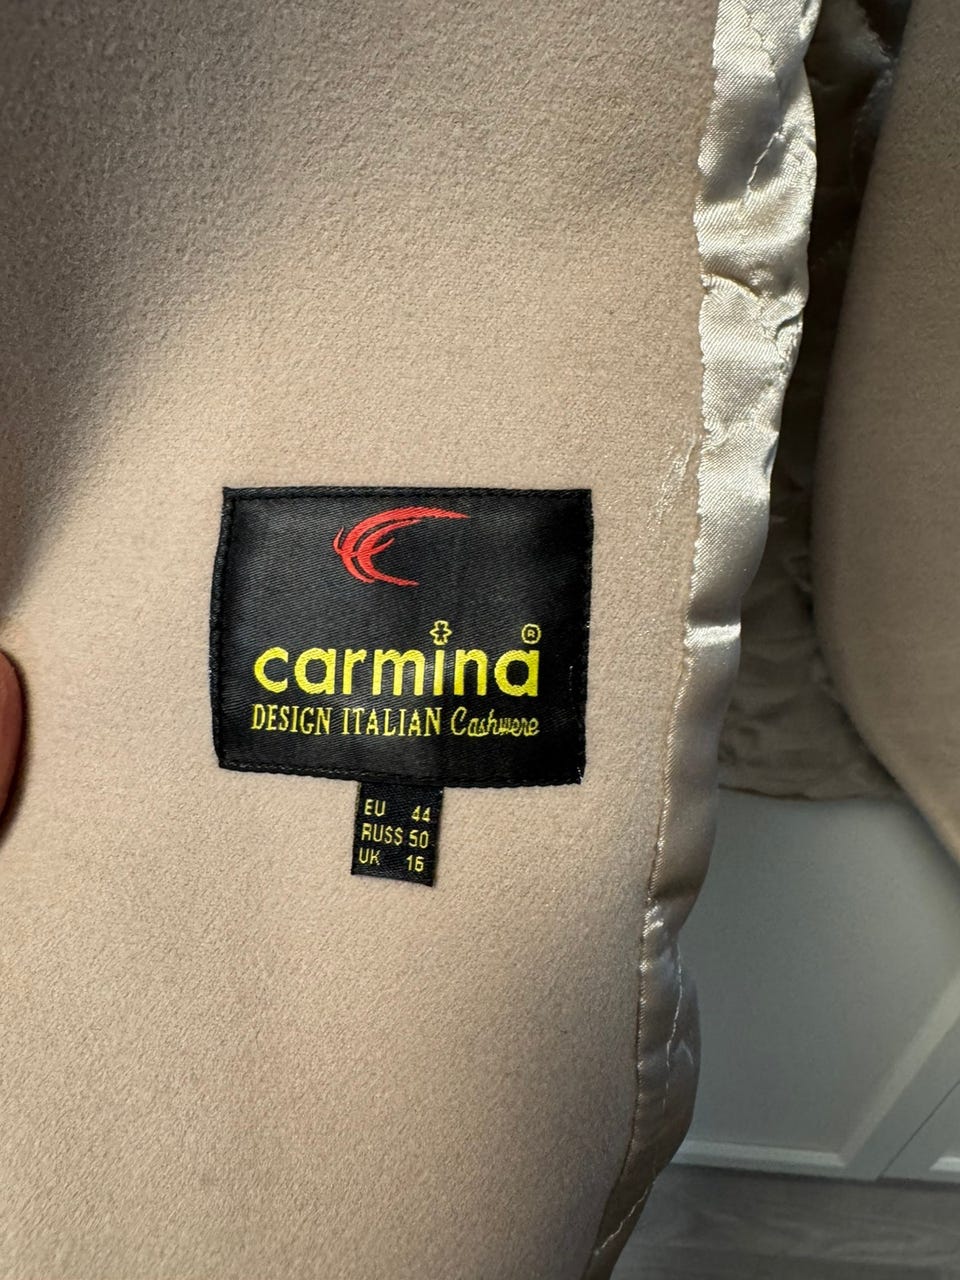 carmina ®
DESIGN ITALIAN Cashwere
EU 44
RUSS 50
UK 16